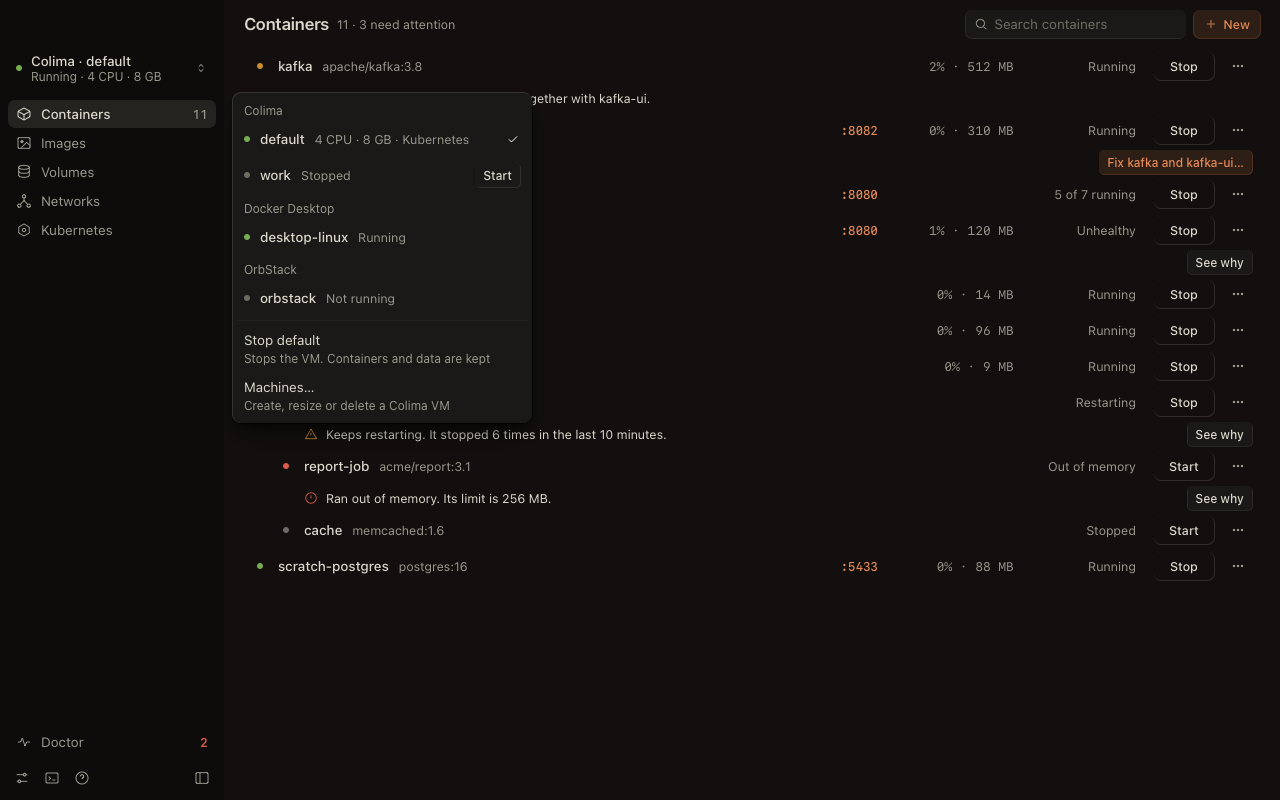 Containers 11 · 3 need attention
Search containers
New
Colima · default
Running · 4 CPU · 8 GB
Containers 11
Images
Volumes
Networks
Kubernetes
Doctor 2
kafka apache/kafka:3.8 2% · 512 MB Running Stop
gether with kafka-ui.
:8082 0% · 310 MB Running Stop
Fix kafka and kafka-ui...
:8080 5 of 7 running Stop
:8080 1% · 120 MB Unhealthy Stop
See why
0% · 14 MB Running Stop
0% · 96 MB Running Stop
0% · 9 MB Running Stop
Restarting Stop
Keeps restarting. It stopped 6 times in the last 10 minutes. See why
report-job acme/report:3.1 Out of memory Start
Ran out of memory. Its limit is 256 MB. See why
cache memcached:1.6 Stopped Start
scratch-postgres postgres:16 :5433 0% · 88 MB Running Stop
Colima
default 4 CPU · 8 GB · Kubernetes
work Stopped Start
Docker Desktop
desktop-linux Running
OrbStack
orbstack Not running
Stop default
Stops the VM. Containers and data are kept
Machines...
Create, resize or delete a Colima VM